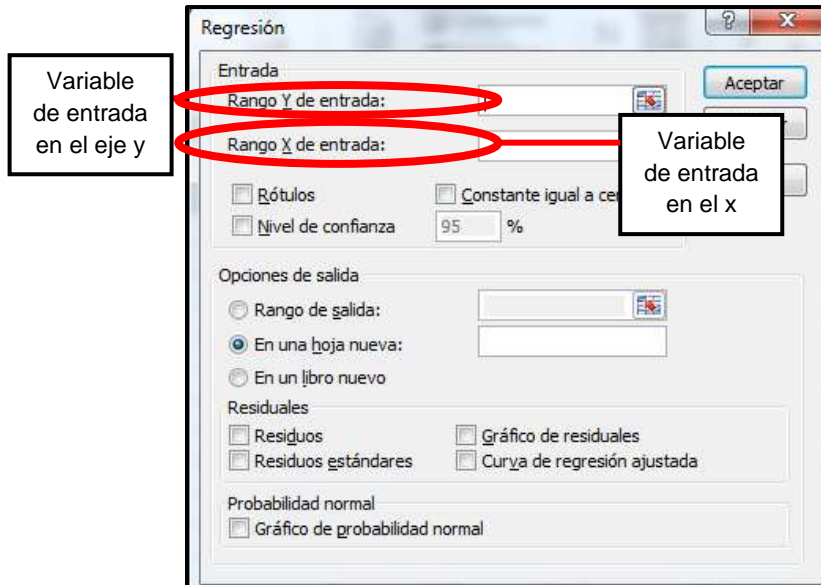 Regresión
Entrada
Variable
de entrada
en el eje y
Rango Y de entrada:
Aceptar
Rango X de entrada:
Variable
de entrada
en el x
Rótulos
Constante igual a cer
Nivel de confianza
95
%
Opciones de salida
Rango de salida:
En una hoja nueva:
En un libro nuevo
Residuales
Residuos
Gráfico de residuales
Residuos estándares
Curva de regresión ajustada
Probabilidad normal
Gráfico de probabilidad normal